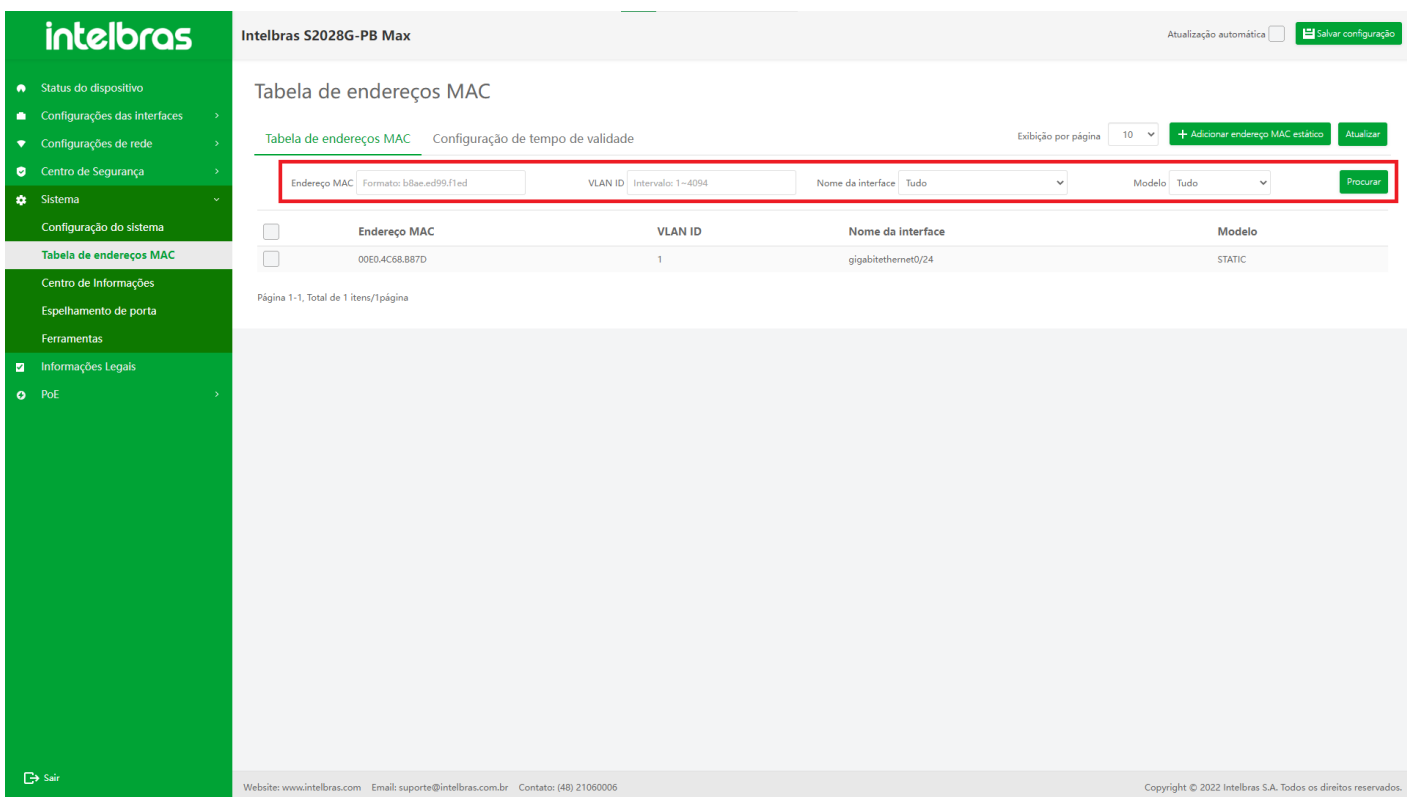 intelbras
Intelbras S2028G-PB Max
Atualização automática
Salvar configuração
Status do dispositivo
Configurações das interfaces
Configurações de rede
Centro de Segurança
Sistema
Configuração do sistema
Tabela de endereços MAC
Centro de Informações
Espelhamento de porta
Ferramentas
Informações Legais
PoE
Sair
Tabela de endereços MAC
Tabela de endereços MAC Configuração de tempo de validade
Exibição por página 10 + Adicionar endereço MAC estático Atualizar
Endereço MAC Formato: b8ae.ed99.f1ed VLAN ID Intervalo: 1~4094 Nome da interface Tudo Modelo Tudo Procurar
Endereço MAC VLAN ID Nome da interface Modelo
00E0.4C68.B87D 1 gigabitethernet0/24 STATIC
Página 1-1, Total de 1 itens/1página
Website: www.intelbras.com Email: suporte@intelbras.com.br Contato: (48) 21060006
Copyright © 2022 Intelbras S.A. Todos os direitos reservados.